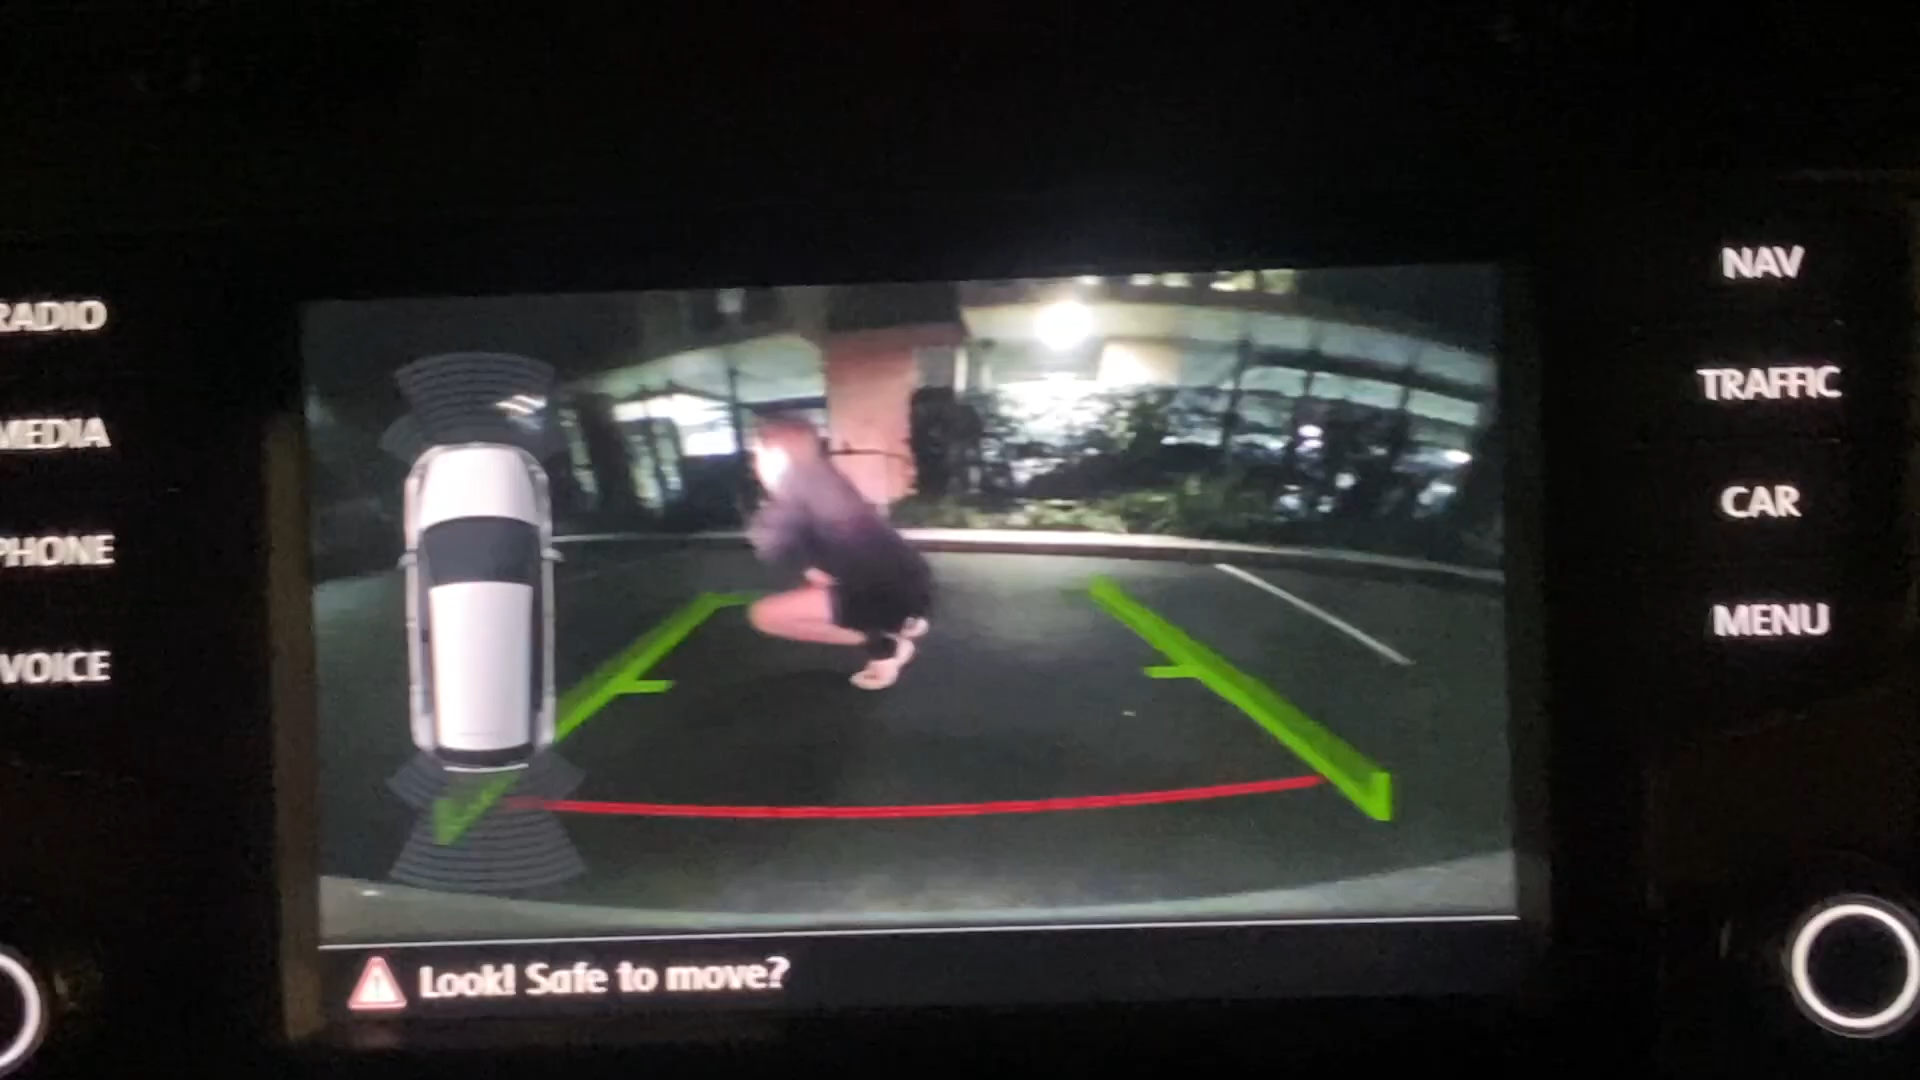 RADIO
MEDIA
PHONE
VOICE
NAV
TRAFFIC
CAR
MENU
Look! Safe to move?